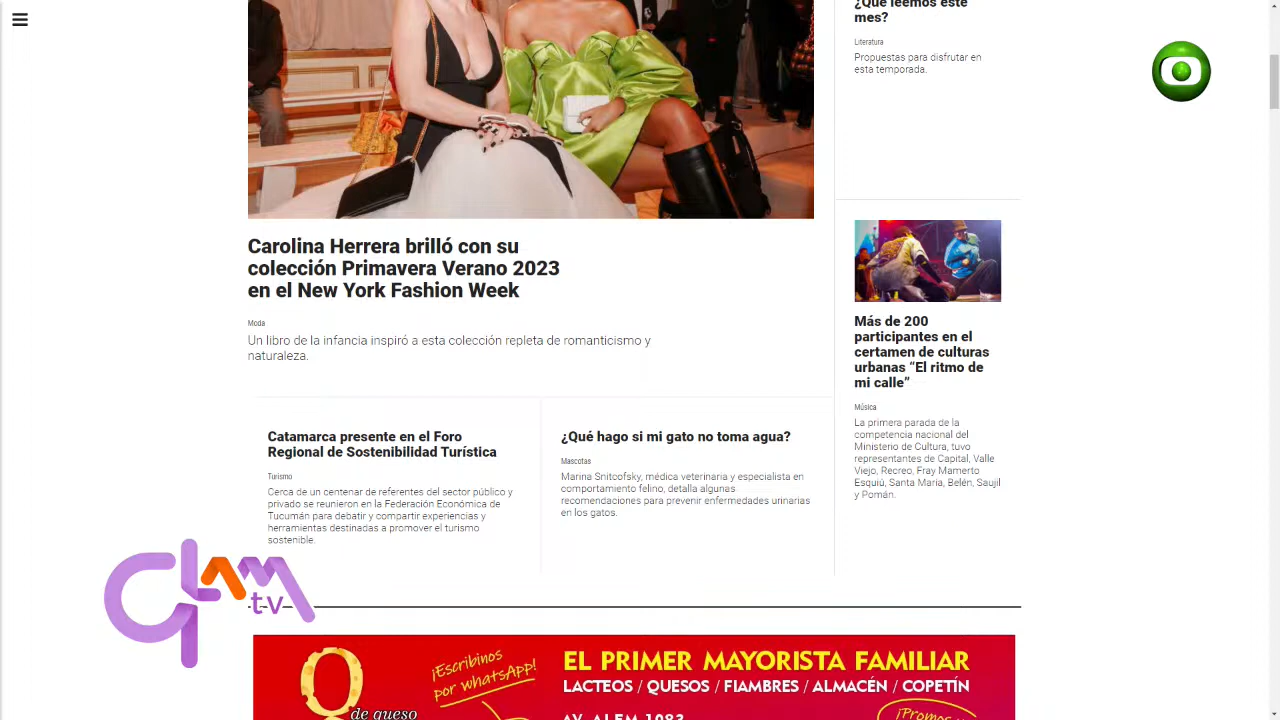 ¿Qué leemos este
mes?
Literatura
Propuestas para disfrutar en
esta temporada.
Carolina Herrera brilló con su
colección Primavera Verano 2023
en el New York Fashion Week
Moda
Un libro de la infancia inspiró a esta colección repleta de romanticismo y
naturaleza.
Más de 200
participantes en el
certamen de culturas
urbanas “El ritmo de
mi calle”
Música
La primera parada de la
competencia nacional del
Ministerio de Cultura, tuvo
representantes de Capital, Valle
Viejo, Recreo, Fray Mamerto
Esquiú, Santa María, Belén, Saujil
y Pomán.
Catamarca presente en el Foro
Regional de Sostenibilidad Turística
Turismo
Cerca de un centenar de referentes del sector público y
privado se reunieron en la Federación Económica de
Tucumán para debatir y compartir experiencias y
herramientas destinadas a promover el turismo
sostenible.
¿Qué hago si mi gato no toma agua?
Mascotas
Marina Snitcofsky, médica veterinaria y especialista en
comportamiento felino, detalla algunas
recomendaciones para prevenir enfermedades urinarias
en los gatos.
Glam
tv
Q
de queso
¡Escribinos
por whatsApp!
EL PRIMER MAYORISTA FAMILIAR
LACTEOS / QUESOS / FIAMBRES / ALMACÉN / COPETÍN
AV. ALEM 1083
¡Promos